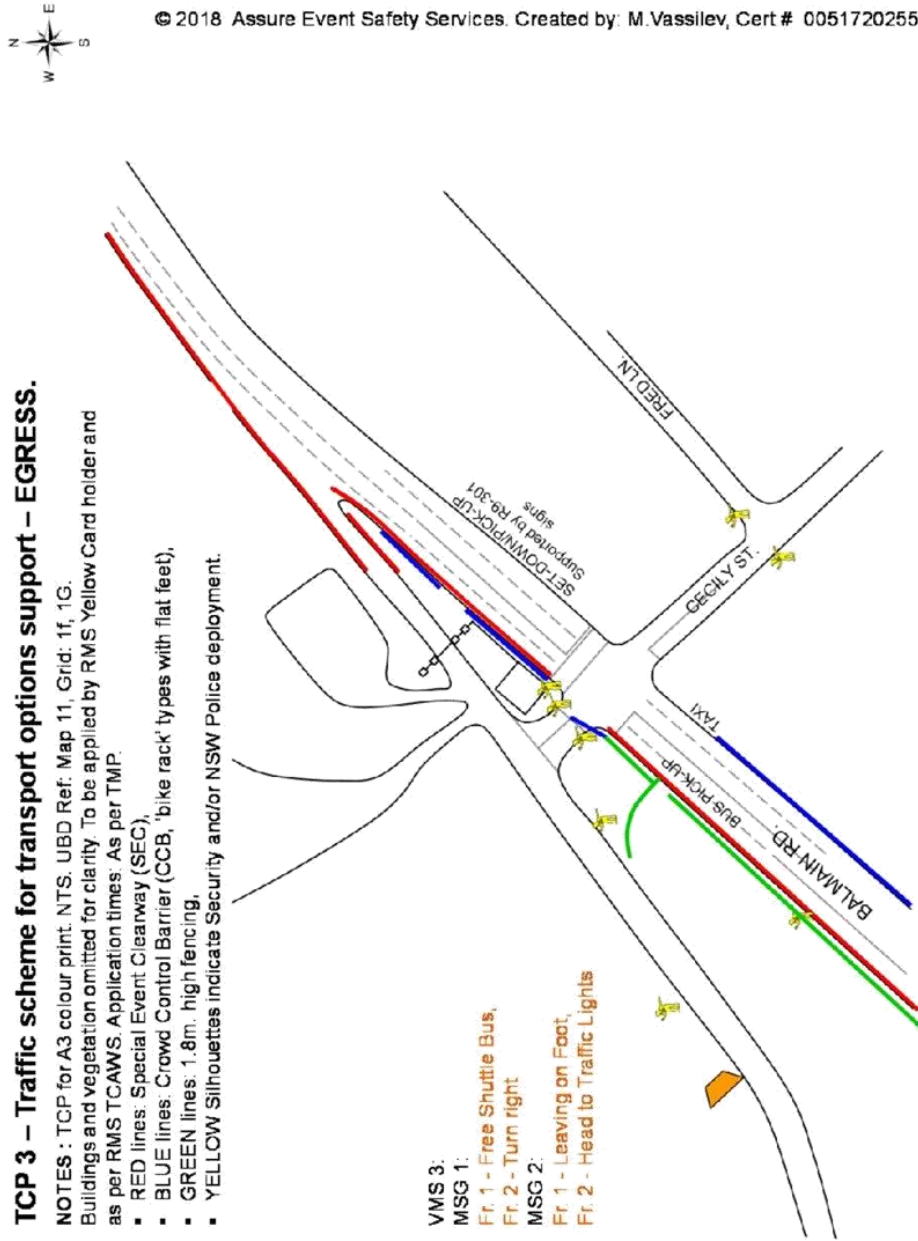 TCP 3 – Traffic scheme for transport options support – EGRESS.
NOTES : TCP for A3 colour print. NTS. UBD Ref: Map 11, Grid: 1f, 1G.
Buildings and vegetation omitted for clarity. To be applied by RMS Yellow Card holder and
as per RMS TCAWS. Application times: As per TMP.
▪ RED lines: Special Event Clearway (SEC),
▪ BLUE lines: Crowd Control Barrier (CCB, 'bike rack' types with flat feet),
▪ GREEN lines: 1.8m. high fencing,
▪ YELLOW Silhouettes indicate Security and/or NSW Police deployment.
N
E
S
W
© 2018 Assure Event Safety Services. Created by: M.Vassilev, Cert # 0051720255
VMS 3:
MSG 1:
Fr. 1 - Free Shuttle Bus,
Fr. 2 - Turn right
MSG 2:
Fr. 1 - Leaving on Foot,
Fr. 2 - Head to Traffic Lights
SET-DOWN/PICK-UP
Supported by R9-301
signs
FRED LN.
CECILY ST.
TAXI
BUS PICK-UP
BALMAIN RD.